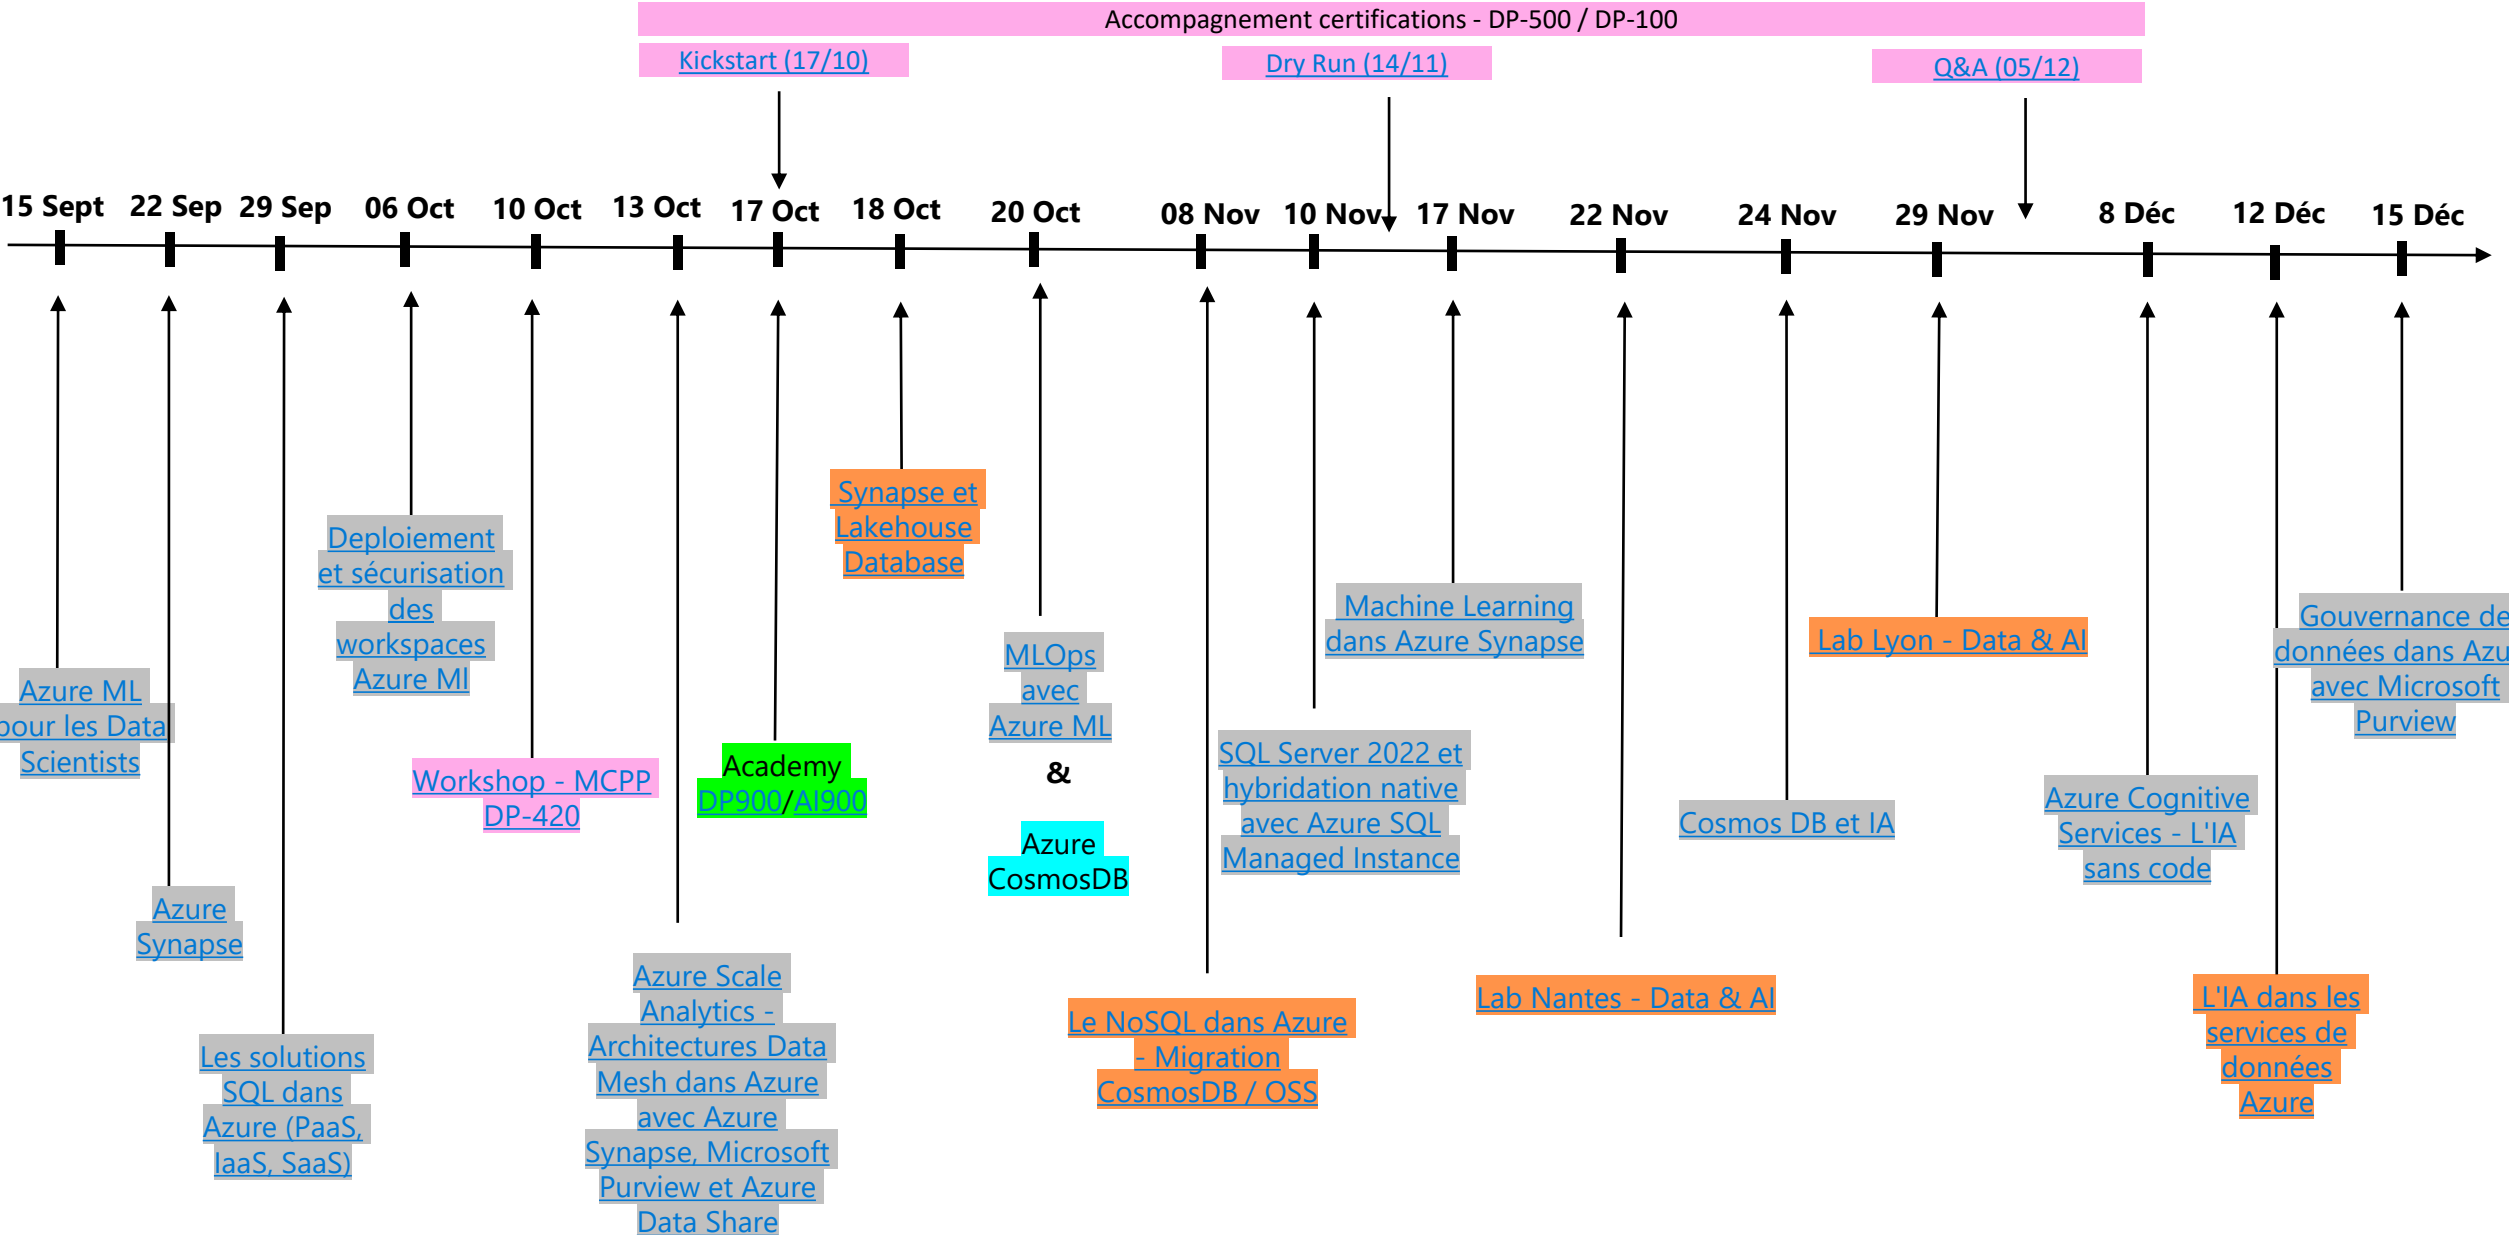 Accompagnement certifications - DP-500 / DP-100
Kickstart (17/10)
Dry Run (14/11)
Q&A (05/12)
15 Sept
22 Sep
29 Sep
06 Oct
10 Oct
13 Oct
17 Oct
18 Oct
20 Oct
08 Nov
10 Nov
17 Nov
22 Nov
24 Nov
29 Nov
8 Déc
12 Déc
15 Déc
Azure ML
pour les Data
Scientists
Azure
Synapse
Les solutions
SQL dans
Azure (PaaS,
IaaS, SaaS)
Deploiement
et sécurisation
des
workspaces
Azure Ml
Workshop - MCPP
DP-420
Azure Scale
Analytics -
Architectures Data
Mesh dans Azure
avec Azure
Synapse, Microsoft
Purview et Azure
Data Share
Academy
DP900/AI900
Synapse et
Lakehouse
Database
MLOps
avec
Azure ML
&
Azure
CosmosDB
Le NoSQL dans Azure
- Migration
CosmosDB / OSS
SQL Server 2022 et
hybridation native
avec Azure SQL
Managed Instance
Machine Learning
dans Azure Synapse
Lab Nantes - Data & AI
Cosmos DB et IA
Lab Lyon - Data & AI
Azure Cognitive
Services - L'IA
sans code
L'IA dans les
services de
données
Azure
Gouvernance de
données dans Azu
avec Microsoft
Purview